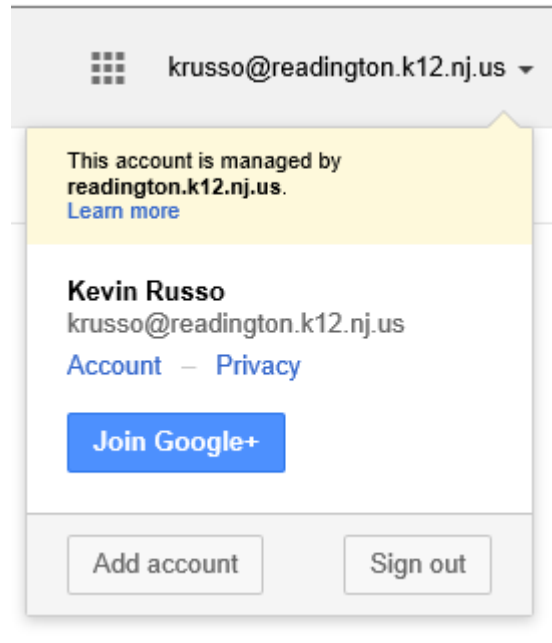 krusso@readington.k12.nj.us
This account is managed by
readington.k12.nj.us.
Learn more
Kevin Russo
krusso@readington.k12.nj.us
Account – Privacy
Join Google+
Add account Sign out